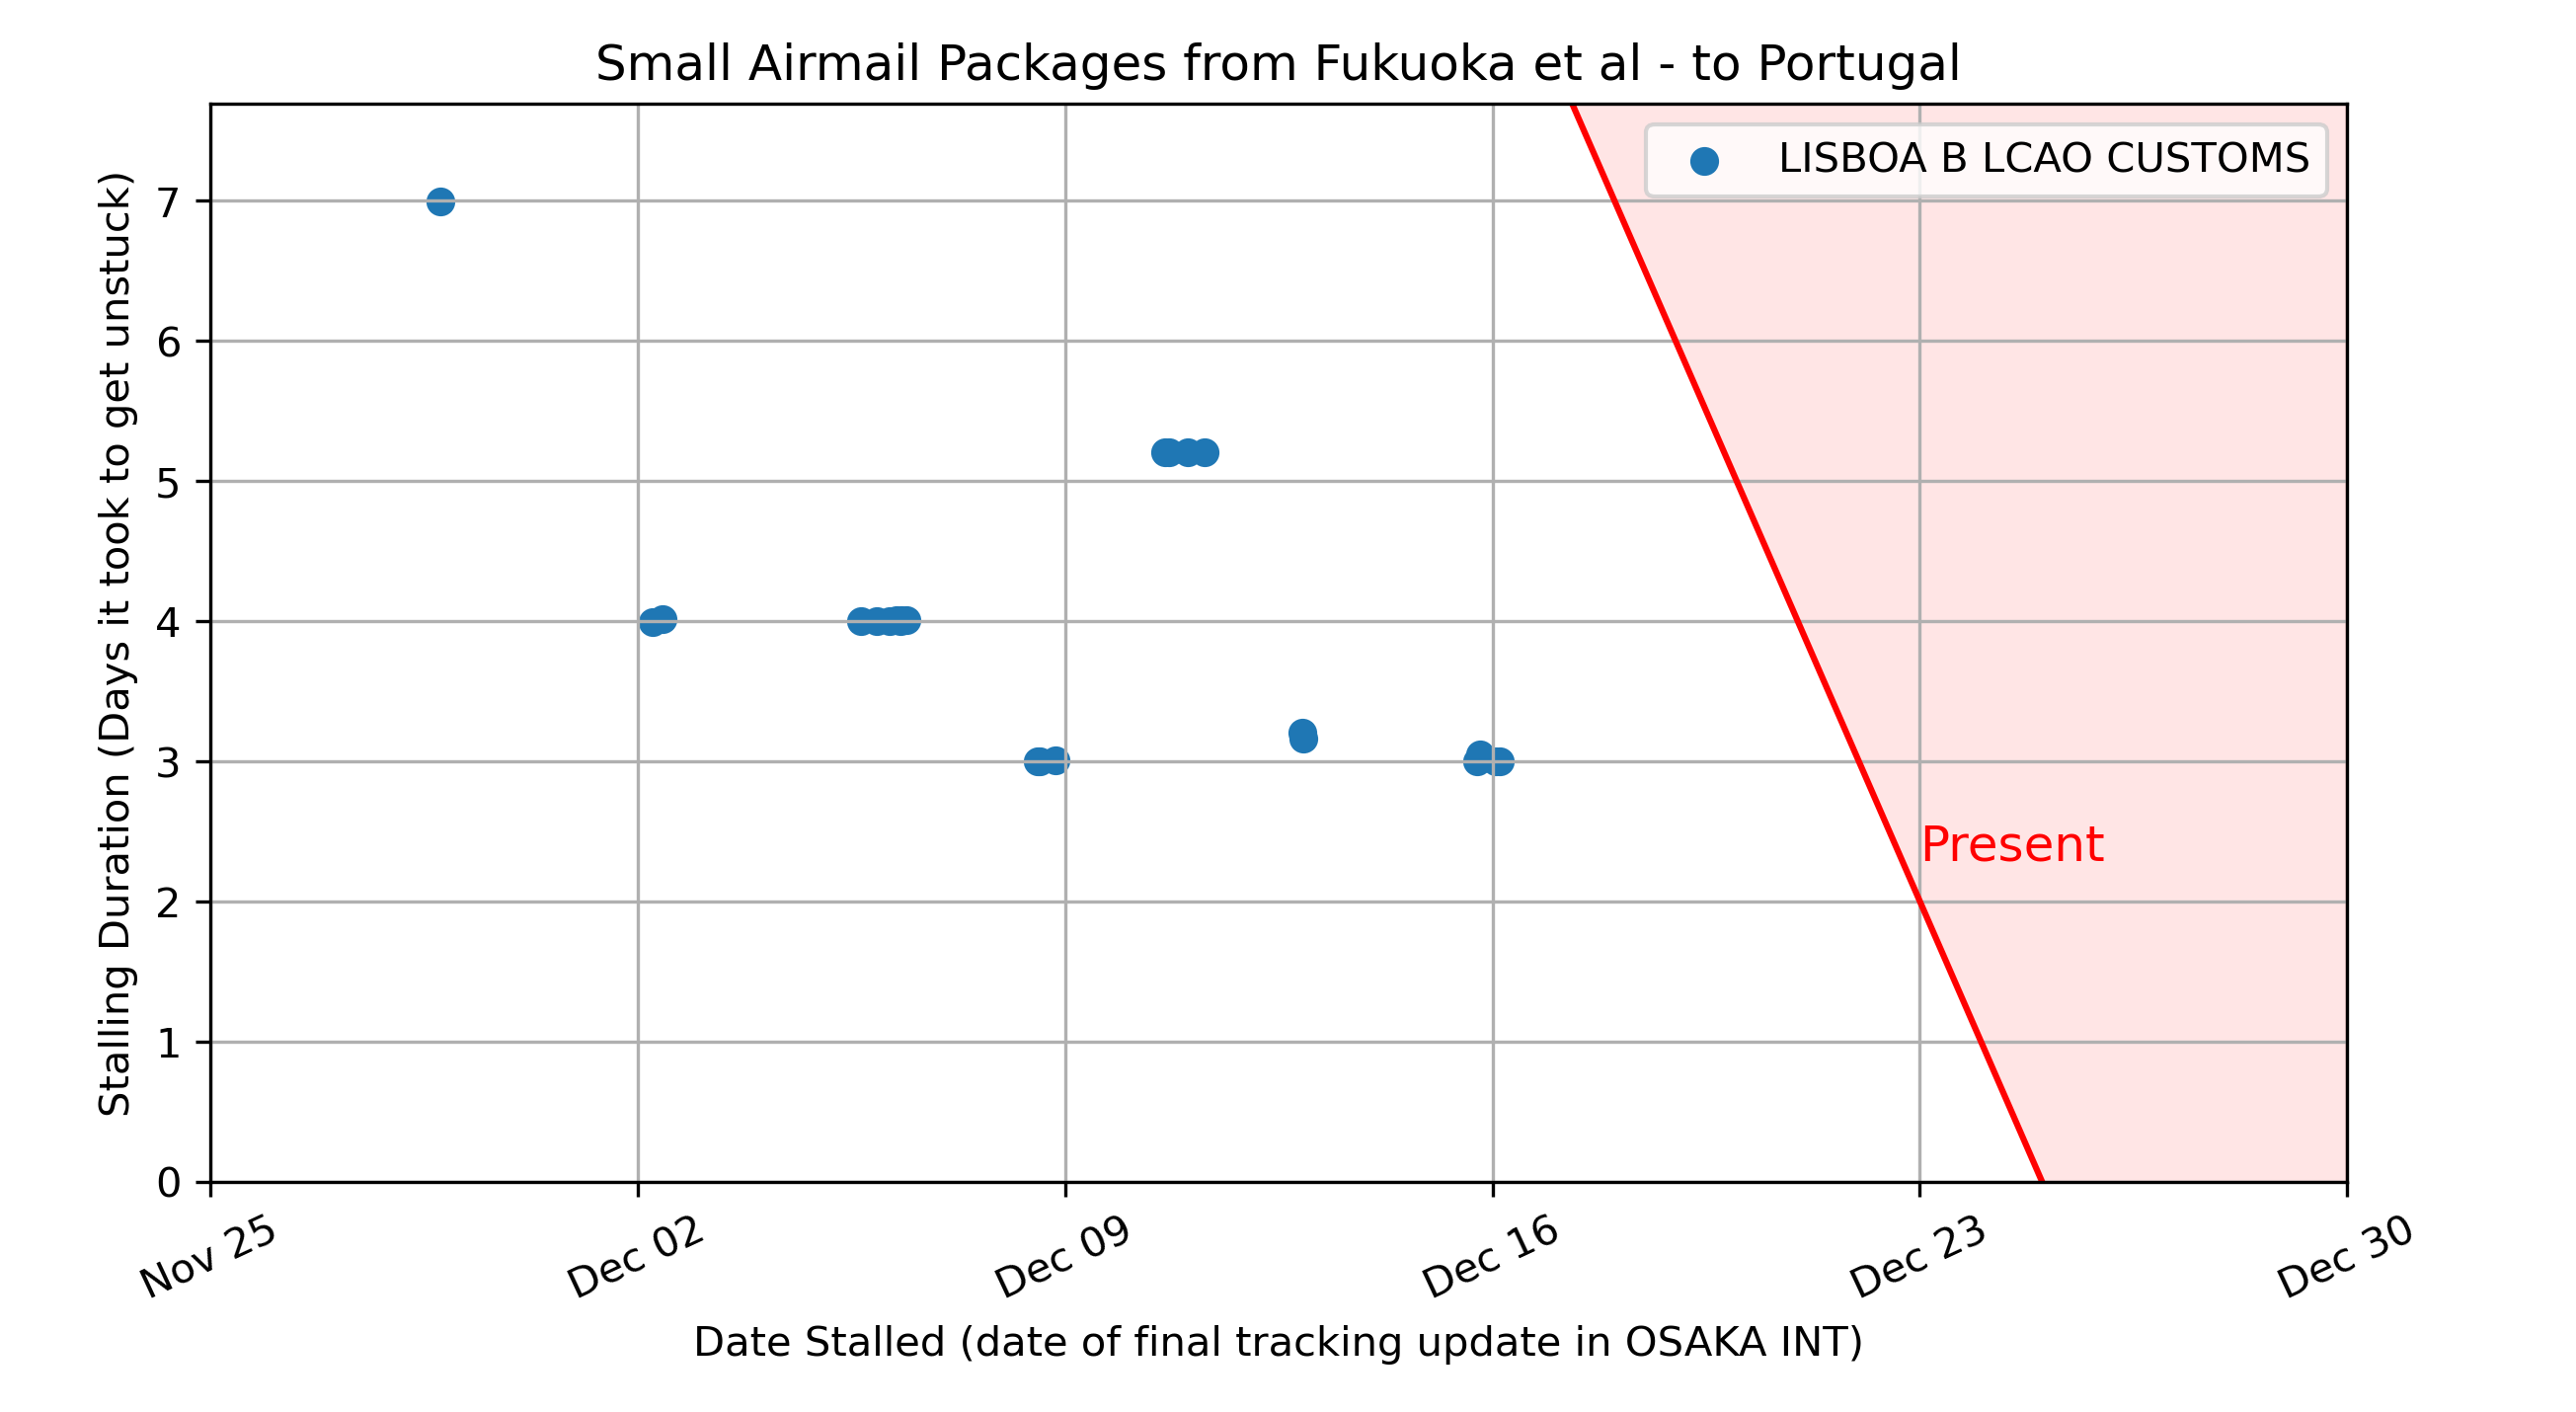 Small Airmail Packages from Fukuoka et al - to Portugal
LISBOA B LCAO CUSTOMS
Stalling Duration (Days it took to get unstuck)
7
6
5
4
3
2
1
0
Present
Nov 25
Dec 02
Dec 09
Dec 16
Dec 23
Dec 30
Date Stalled (date of final tracking update in OSAKA INT)